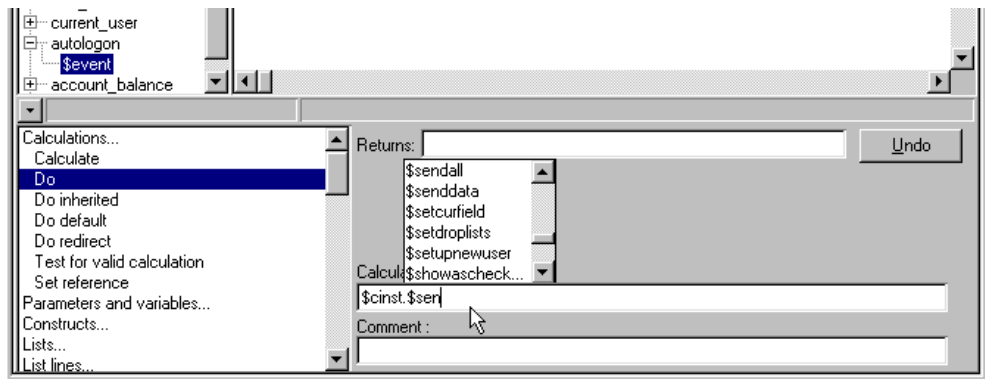 current_user
autologon
$event
account_balance
Calculations...
Calculate
Do
Do inherited
Do default
Do redirect
Test for valid calculation
Set reference
Parameters and variables...
Constructs...
Lists...
List lines...
Returns:
Undo
$sendall
$senddata
$setcurfield
$setdroplists
$setupnewuser
$showascheck...
Calcul
$cinst.$sen
Comment :